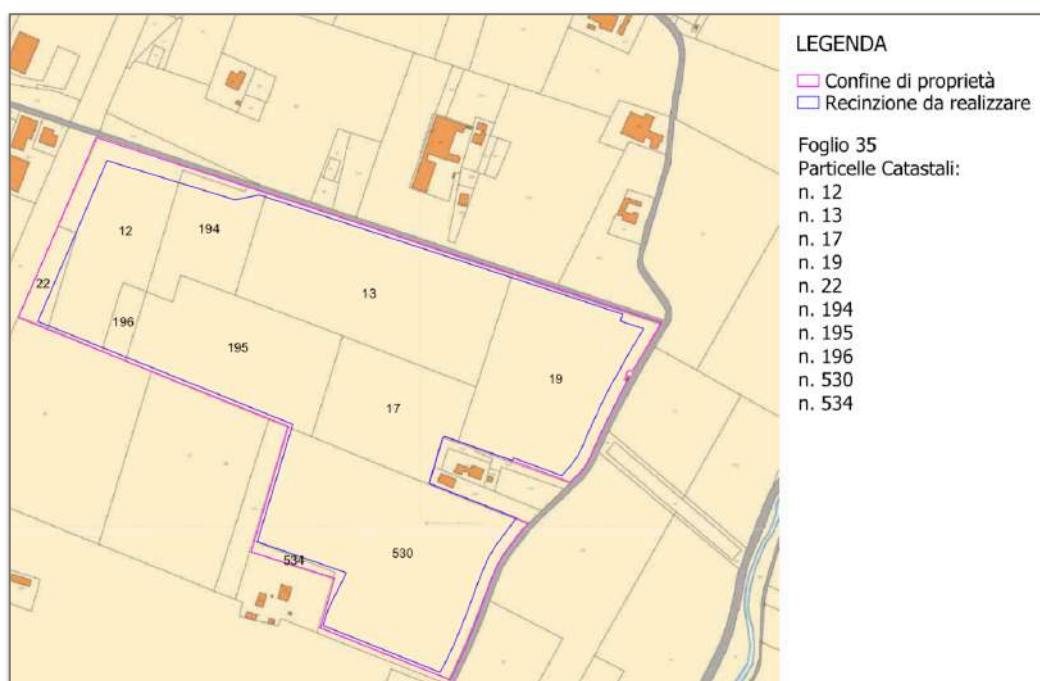 LEGENDA
Confine di proprietà
Recinzione da realizzare
Foglio 35
Particelle Catastali:
n. 12
n. 13
n. 17
n. 19
n. 22
n. 194
n. 195
n. 196
n. 530
n. 534
12
194
22
13
196
195
19
17
530
534